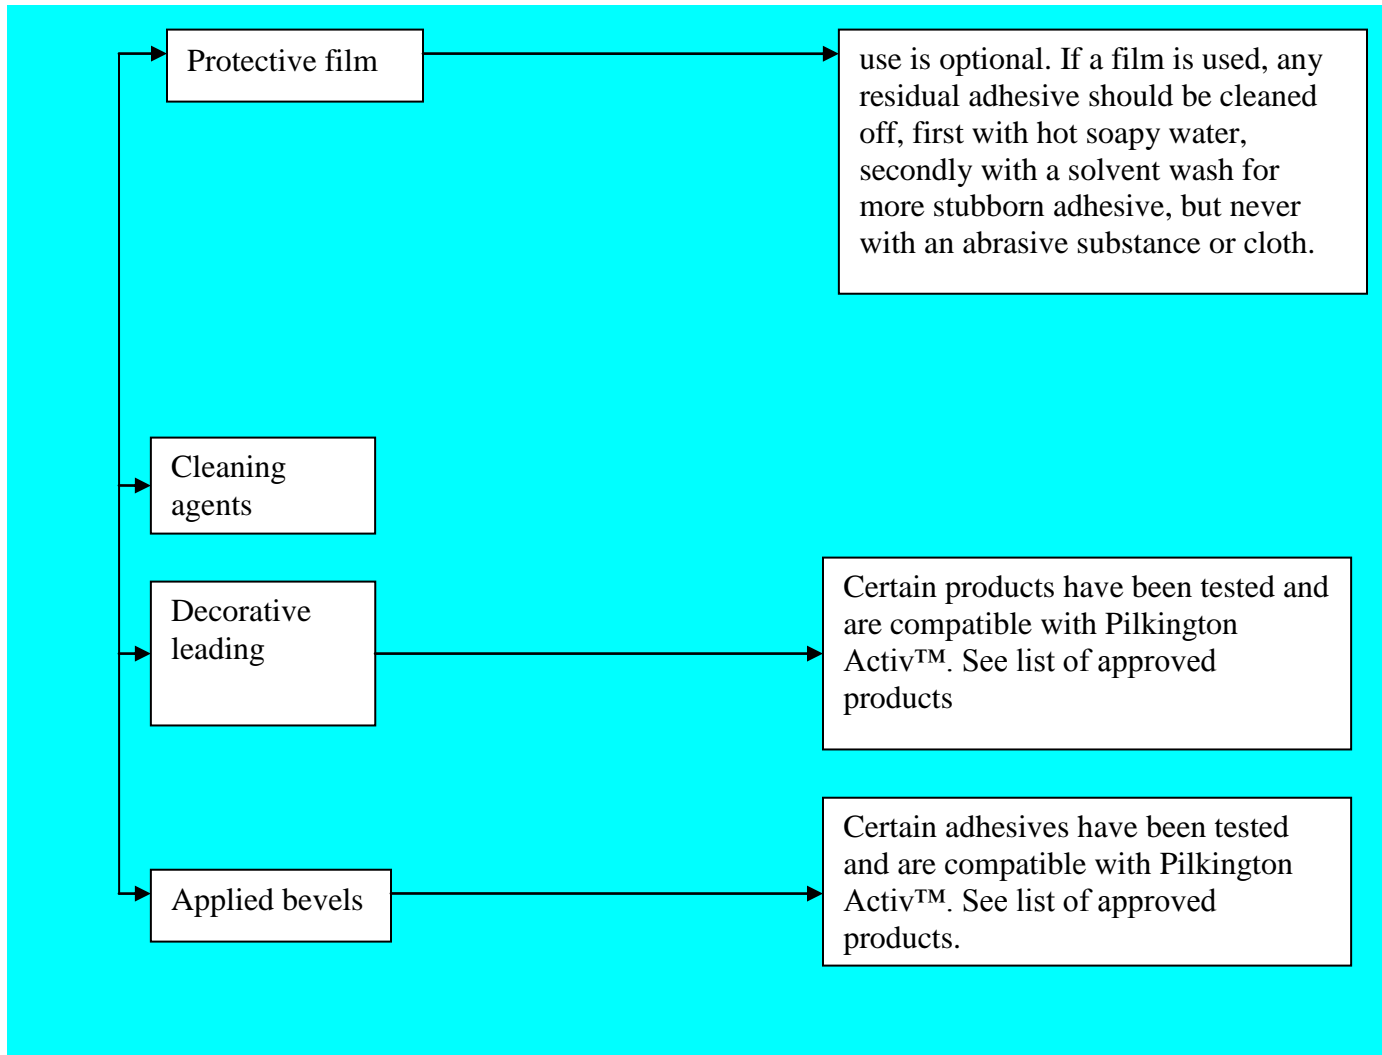 Protective film
use is optional. If a film is used, any
residual adhesive should be cleaned
off, first with hot soapy water,
secondly with a solvent wash for
more stubborn adhesive, but never
with an abrasive substance or cloth.
Cleaning
agents
Decorative
leading
Certain products have been tested and
are compatible with Pilkington
Activ™. See list of approved
products
Applied bevels
Certain adhesives have been tested
and are compatible with Pilkington
Activ™. See list of approved
products.